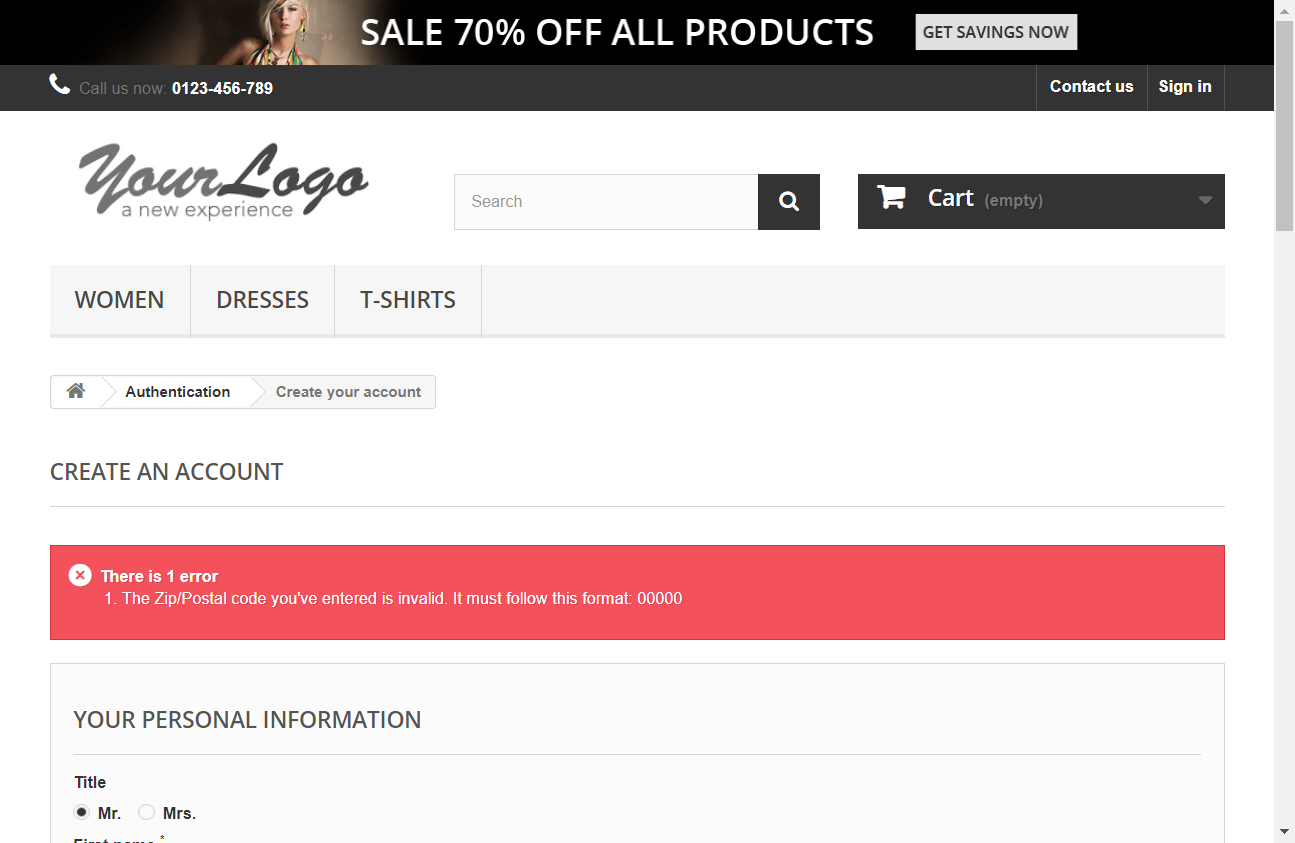 SALE 70% OFF ALL PRODUCTS GET SAVINGS NOW
Call us now: 0123-456-789 Contact us Sign in
YourLogo
a new experience
Search Cart (empty)
WOMEN DRESSES T-SHIRTS
Authentication Create your account
CREATE AN ACCOUNT
There is 1 error
1. The Zip/Postal code you've entered is invalid. It must follow this format: 00000
YOUR PERSONAL INFORMATION
Title
Mr. Mrs.
First name *